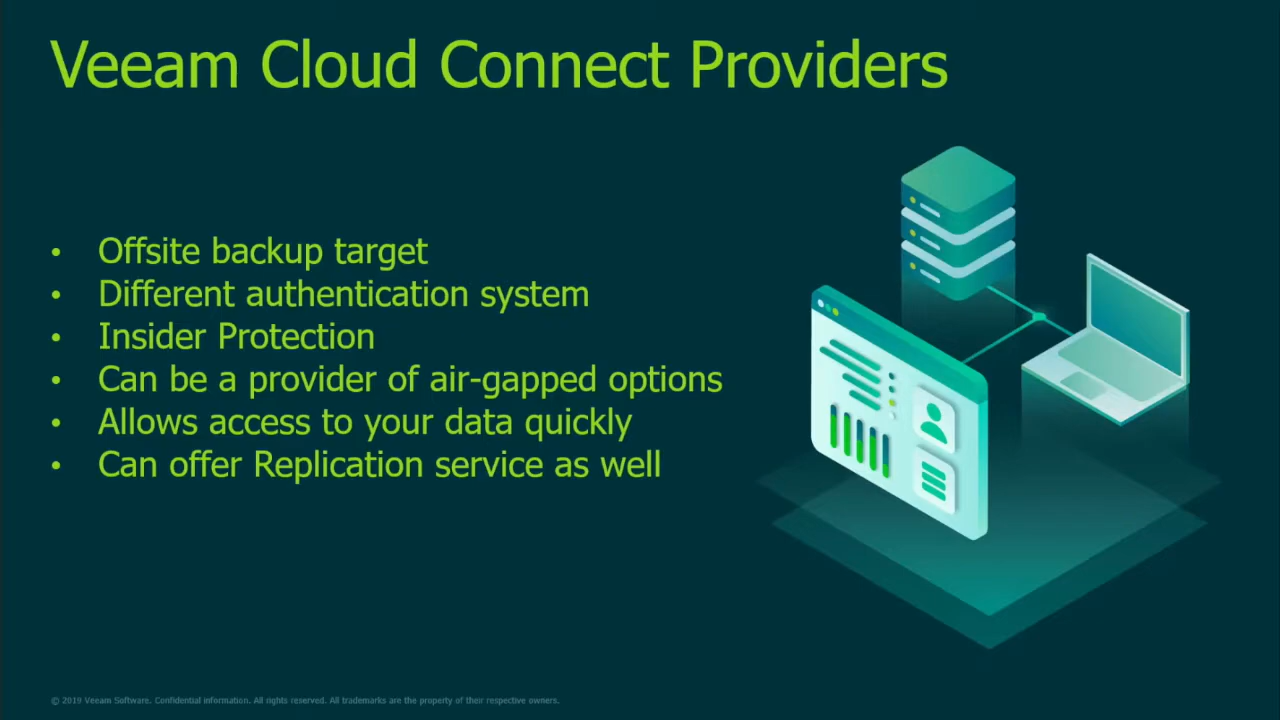 Veeam Cloud Connect Providers
• Offsite backup target
• Different authentication system
• Insider Protection
• Can be a provider of air-gapped options
• Allows access to your data quickly
• Can offer Replication service as well
© 2019 Veeam Software. Confidential information. All rights reserved. All trademarks are the property of their respective owners.